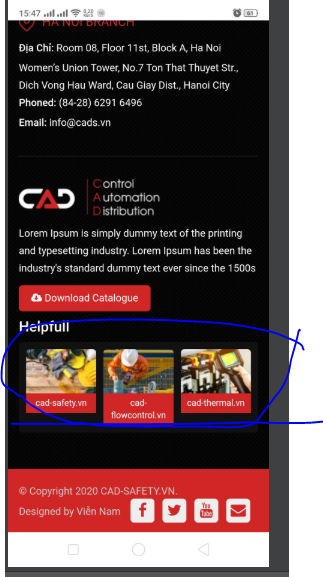 15:47
61
HA NOI BRANCH
Địa Chỉ: Room 08, Floor 11st, Block A, Ha Noi
Women's Union Tower, No.7 Ton That Thuyet Str.,
Dich Vong Hau Ward, Cau Giay Dist., Hanoi City
Phoned: (84-28) 6291 6496
Email: info@cads.vn
CAD
Control
Automation
Distribution
Lorem Ipsum is simply dummy text of the printing
and typesetting industry. Lorem Ipsum has been the
industry's standard dummy text ever since the 1500s
Download Catalogue
Helpfull
cad-safety.vn
cad-
flowcontrol.vn
cad-thermal.vn
© Copyright 2020 CAD-SAFETY.VN.
Designed by Viễn Nam
You
Tube